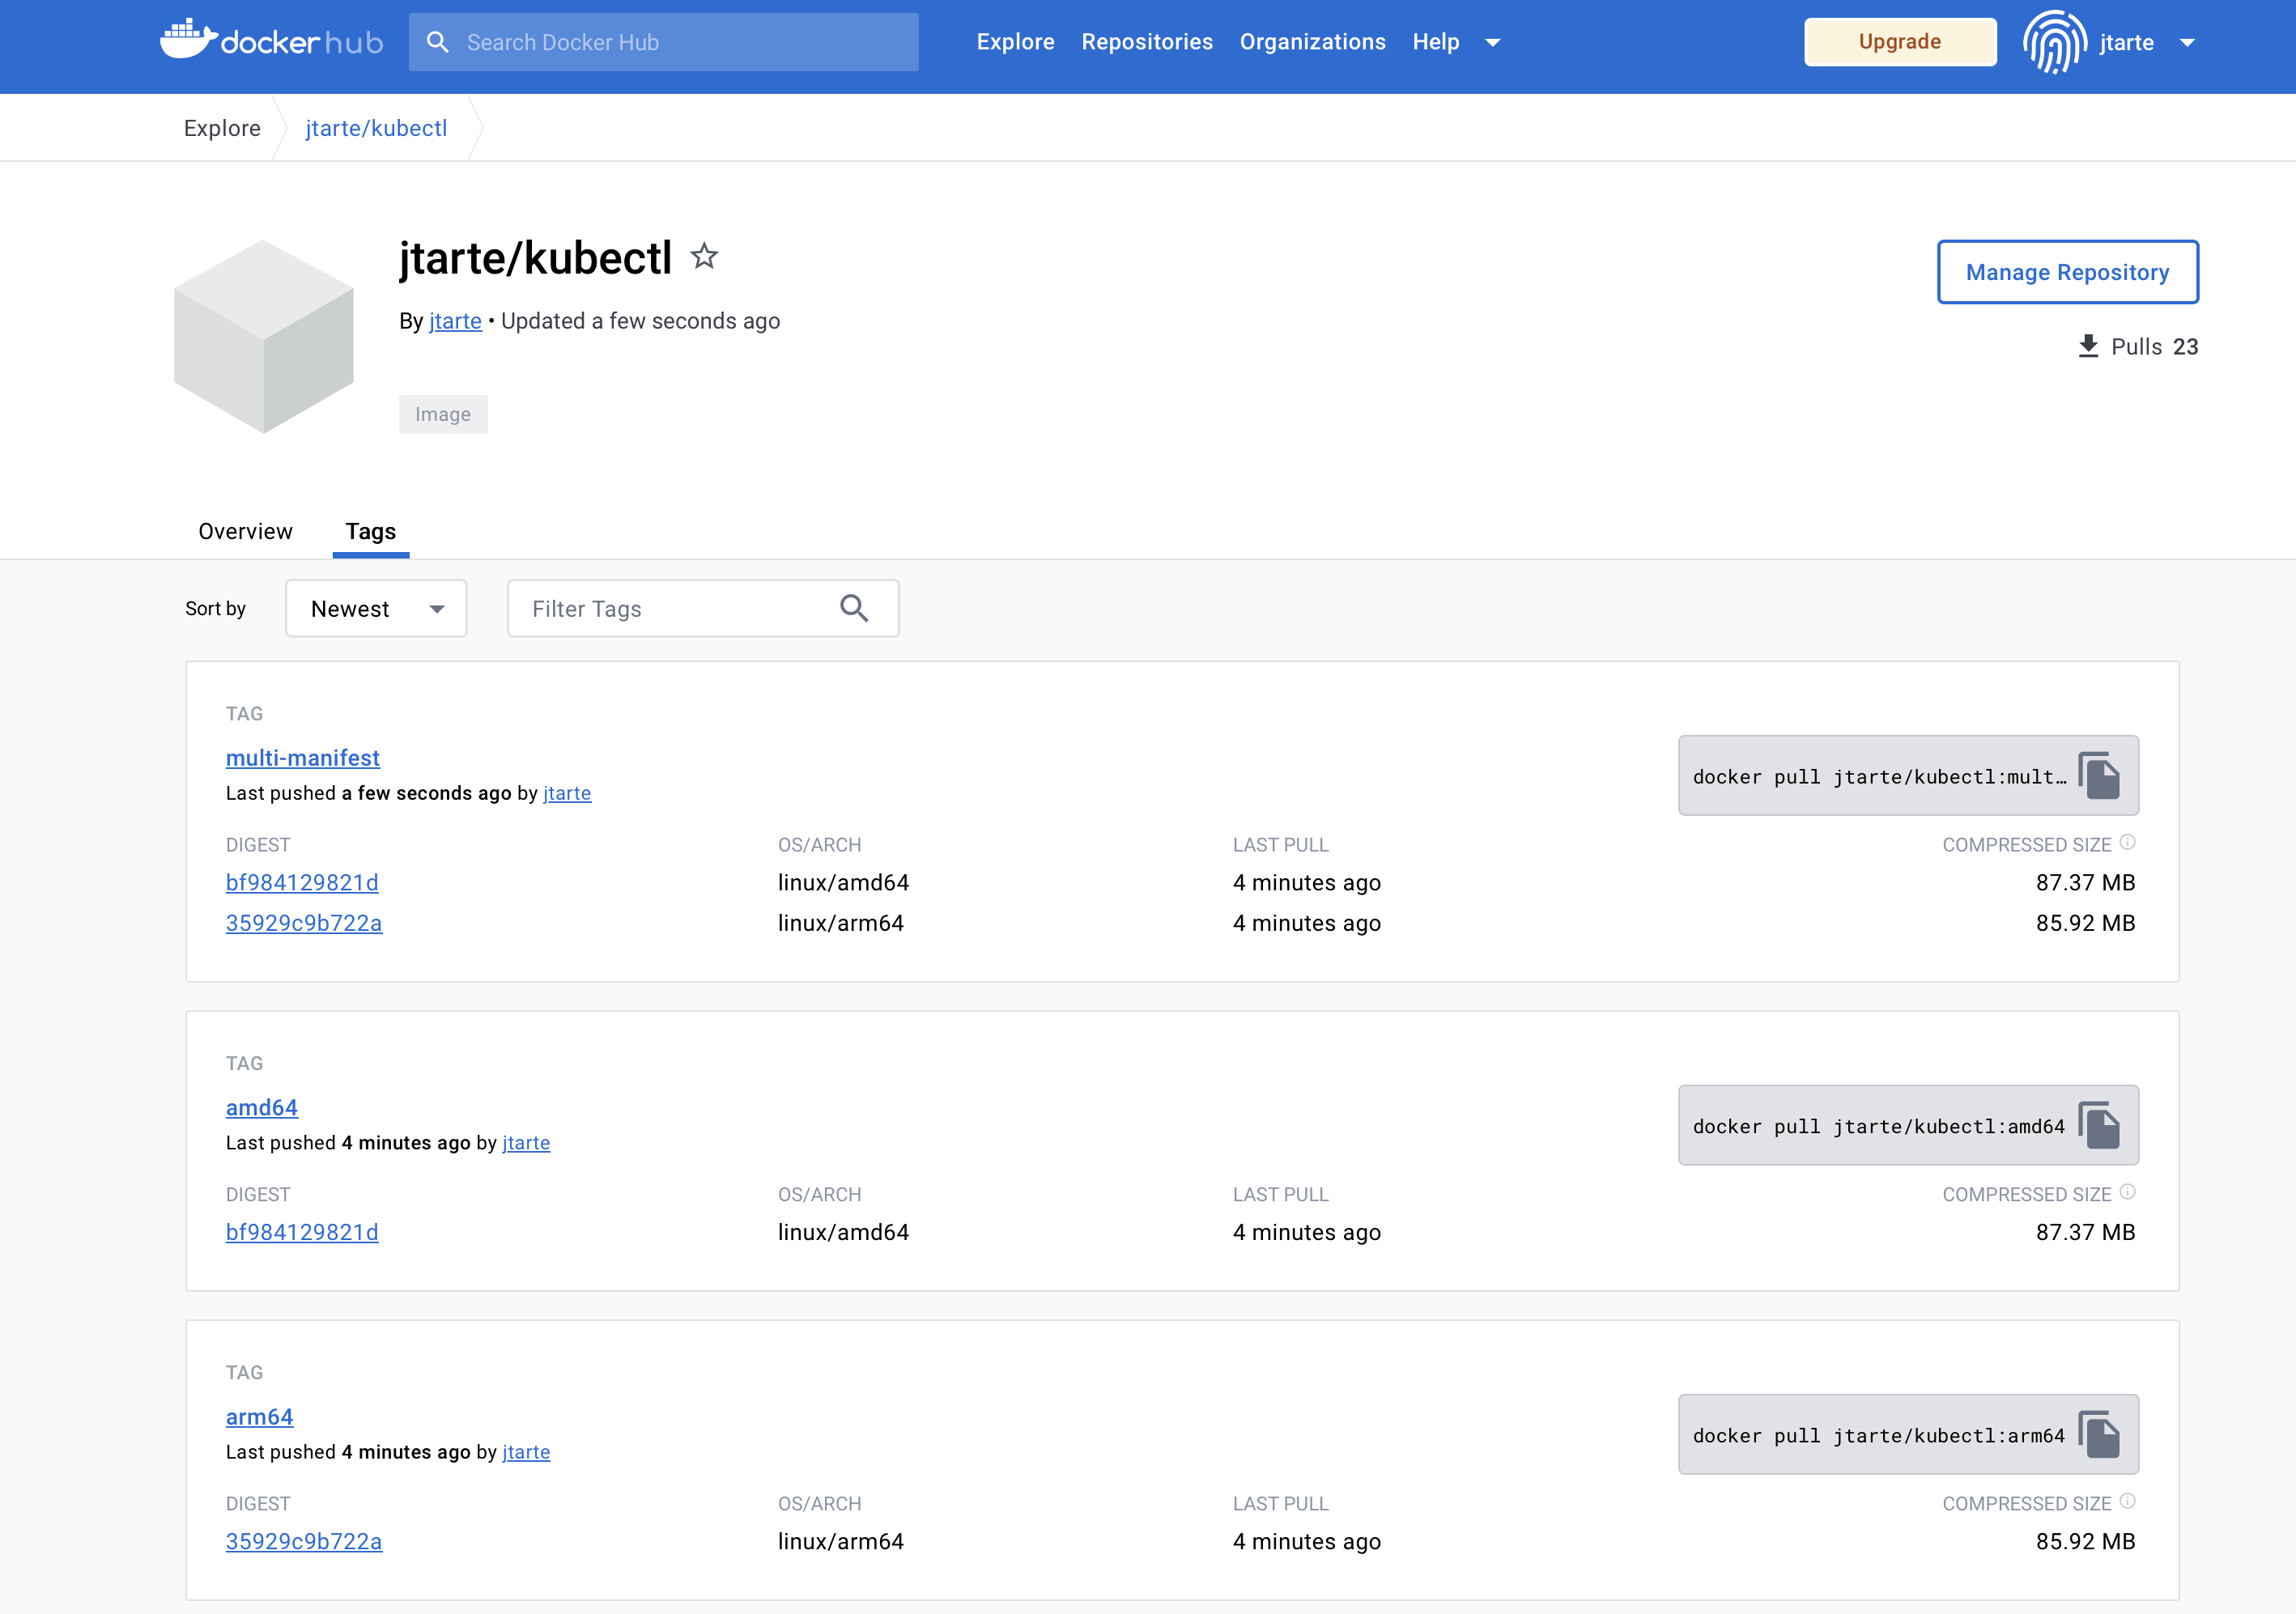 docker hub Search Docker Hub Explore Repositories Organizations Help Upgrade jtarte
Explore jtarte/kubectl
jtarte/kubectl
Manage Repository
By jtarte • Updated a few seconds ago
Pulls 23
Image
Overview Tags
Sort by Newest Filter Tags
TAG
multi-manifest
docker pull jtarte/kubectl:mult…
Last pushed a few seconds ago by jtarte
DIGEST OS/ARCH LAST PULL COMPRESSED SIZE
bf984129821d linux/amd64 4 minutes ago 87.37 MB
35929c9b722a linux/arm64 4 minutes ago 85.92 MB
TAG
amd64
docker pull jtarte/kubectl:amd64
Last pushed 4 minutes ago by jtarte
DIGEST OS/ARCH LAST PULL COMPRESSED SIZE
bf984129821d linux/amd64 4 minutes ago 87.37 MB
TAG
arm64
docker pull jtarte/kubectl:arm64
Last pushed 4 minutes ago by jtarte
DIGEST OS/ARCH LAST PULL COMPRESSED SIZE
35929c9b722a linux/arm64 4 minutes ago 85.92 MB